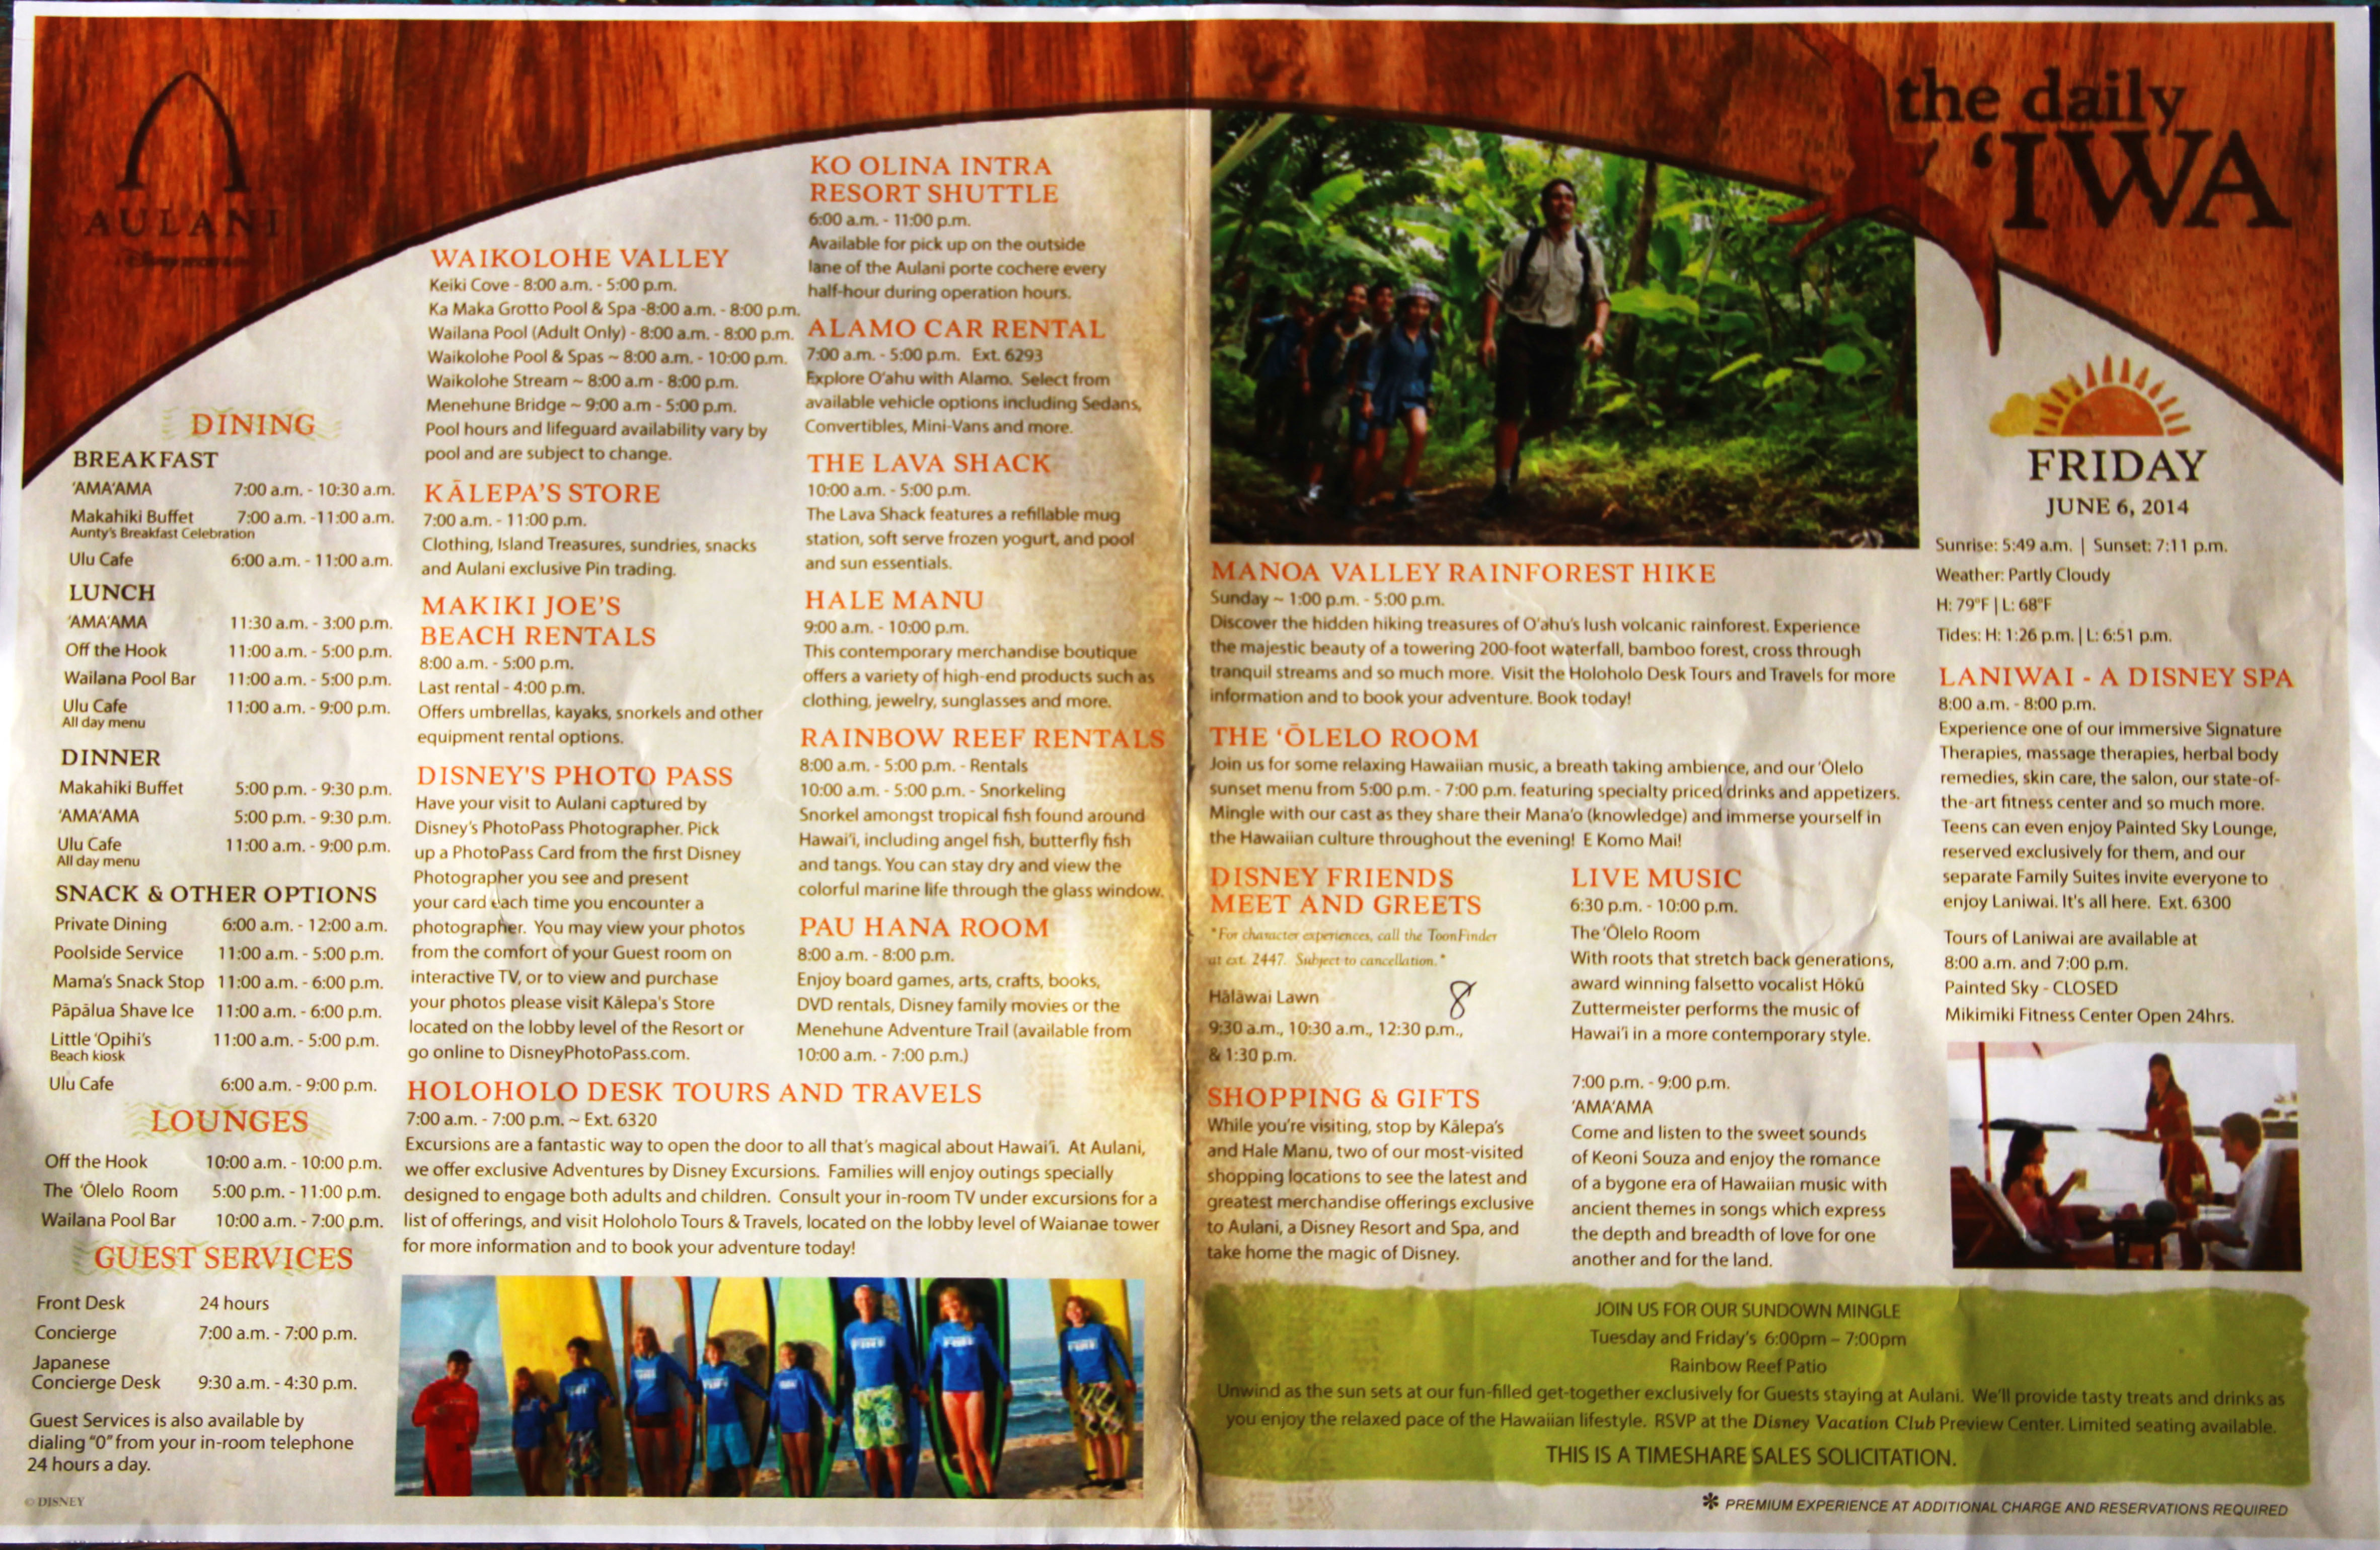 AULANI
DINING
BREAKFAST
'AMA'AMA 7:00 a.m. - 10:30 a.m.
Makahiki Buffet 7:00 a.m. -11:00 a.m.
Aunty's Breakfast Celebration
Ulu Cafe 6:00 a.m. - 11:00 a.m.
LUNCH
'AMA'AMA 11:30 a.m. - 3:00 p.m.
Off the Hook 11:00 a.m. - 5:00 p.m.
Wailana Pool Bar 11:00 a.m. - 5:00 p.m.
Ulu Cafe 11:00 a.m. - 9:00 p.m.
All day menu
DINNER
Makahiki Buffet 5:00 p.m. - 9:30 p.m.
'AMA'AMA 5:00 p.m. - 9:30 p.m.
Ulu Cafe 11:00 a.m. - 9:00 p.m.
All day menu
SNACK & OTHER OPTIONS
Private Dining 6:00 a.m. - 12:00 a.m.
Poolside Service 11:00 a.m. - 5:00 p.m.
Mama's Snack Stop 11:00 a.m. - 6:00 p.m.
Pāpālua Shave Ice 11:00 a.m. - 6:00 p.m.
Little 'Opihi's 11:00 a.m. - 5:00 p.m.
Beach kiosk
Ulu Cafe 6:00 a.m. - 9:00 p.m.
LOUNGES
Off the Hook 10:00 a.m. - 10:00 p.m.
The 'Ōlelo Room 5:00 p.m. - 11:00 p.m.
Wailana Pool Bar 10:00 a.m. - 7:00 p.m.
GUEST SERVICES
Front Desk 24 hours
Concierge 7:00 a.m. - 7:00 p.m.
Japanese
Concierge Desk 9:30 a.m. - 4:30 p.m.
Guest Services is also available by
dialing "0" from your in-room telephone
24 hours a day.
© DISNEY
WAIKOLOHE VALLEY
Keiki Cove - 8:00 a.m. - 5:00 p.m.
Ka Maka Grotto Pool & Spa -8:00 a.m. - 8:00 p.m.
Wailana Pool (Adult Only) - 8:00 a.m. - 8:00 p.m.
Waikolohe Pool & Spas ~ 8:00 a.m. - 10:00 p.m.
Waikolohe Stream ~ 8:00 a.m - 8:00 p.m.
Menehune Bridge ~ 9:00 a.m - 5:00 p.m.
Pool hours and lifeguard availability vary by
pool and are subject to change.
KĀLEPA'S STORE
7:00 a.m. - 11:00 p.m.
Clothing, Island Treasures, sundries, snacks
and Aulani exclusive Pin trading.
MAKIKI JOE'S
BEACH RENTALS
8:00 a.m. - 5:00 p.m.
Last rental - 4:00 p.m.
Offers umbrellas, kayaks, snorkels and other
equipment rental options.
DISNEY'S PHOTO PASS
Have your visit to Aulani captured by
Disney's PhotoPass Photographer. Pick
up a PhotoPass Card from the first Disney
Photographer you see and present
your card each time you encounter a
photographer. You may view your photos
from the comfort of your Guest room on
interactive TV, or to view and purchase
your photos please visit Kālepa's Store
located on the lobby level of the Resort or
go online to DisneyPhotoPass.com.
KO OLINA INTRA
RESORT SHUTTLE
6:00 a.m. - 11:00 p.m.
Available for pick up on the outside
lane of the Aulani porte cochere every
half-hour during operation hours.
ALAMO CAR RENTAL
7:00 a.m. - 5:00 p.m. Ext. 6293
Explore O'ahu with Alamo. Select from
available vehicle options including Sedans,
Convertibles, Mini-Vans and more.
THE LAVA SHACK
10:00 a.m. - 5:00 p.m.
The Lava Shack features a refillable mug
station, soft serve frozen yogurt, and pool
and sun essentials.
HALE MANU
9:00 a.m. - 10:00 p.m.
This contemporary merchandise boutique
offers a variety of high-end products such as
clothing, jewelry, sunglasses and more.
RAINBOW REEF RENTALS
8:00 a.m. - 5:00 p.m. - Rentals
10:00 a.m. - 5:00 p.m. - Snorkeling
Snorkel amongst tropical fish found around
Hawai'i, including angel fish, butterfly fish
and tangs. You can stay dry and view the
colorful marine life through the glass window.
PAU HANA ROOM
8:00 a.m. - 8:00 p.m.
Enjoy board games, arts, crafts, books,
DVD rentals, Disney family movies or the
Menehune Adventure Trail (available from
10:00 a.m. - 7:00 p.m.)
HOLOHOLO DESK TOURS AND TRAVELS
7:00 a.m. - 7:00 p.m. ~ Ext. 6320
Excursions are a fantastic way to open the door to all that's magical about Hawai'i. At Aulani,
we offer exclusive Adventures by Disney Excursions. Families will enjoy outings specially
designed to engage both adults and children. Consult your in-room TV under excursions for a
list of offerings, and visit Holoholo Tours & Travels, located on the lobby level of Waianae tower
for more information and to book your adventure today!
the daily
'IWA
FRIDAY
JUNE 6, 2014
Sunrise: 5:49 a.m. | Sunset: 7:11 p.m.
Weather: Partly Cloudy
H: 79°F | L: 68°F
Tides: H: 1:26 p.m. | L: 6:51 p.m.
MANOA VALLEY RAINFOREST HIKE
Sunday ~ 1:00 p.m. - 5:00 p.m.
Discover the hidden hiking treasures of O'ahu's lush volcanic rainforest. Experience
the majestic beauty of a towering 200-foot waterfall, bamboo forest, cross through
tranquil streams and so much more. Visit the Holoholo Desk Tours and Travels for more
information and to book your adventure. Book today!
THE 'ŌLELO ROOM
Join us for some relaxing Hawaiian music, a breath taking ambience, and our 'Ōlelo
sunset menu from 5:00 p.m. - 7:00 p.m. featuring specialty priced drinks and appetizers.
Mingle with our cast as they share their Mana'o (knowledge) and immerse yourself in
the Hawaiian culture throughout the evening! E Komo Mai!
DISNEY FRIENDS
MEET AND GREETS
*For character experiences, call the ToonFinder
at ext. 2447. Subject to cancellation.*
Hālāwai Lawn 8
9:30 a.m., 10:30 a.m., 12:30 p.m.,
& 1:30 p.m.
SHOPPING & GIFTS
While you're visiting, stop by Kālepa's
and Hale Manu, two of our most-visited
shopping locations to see the latest and
greatest merchandise offerings exclusive
to Aulani, a Disney Resort and Spa, and
take home the magic of Disney.
LIVE MUSIC
6:30 p.m. - 10:00 p.m.
The 'Ōlelo Room
With roots that stretch back generations,
award winning falsetto vocalist Hōkū
Zuttermeister performs the music of
Hawai'i in a more contemporary style.
7:00 p.m. - 9:00 p.m.
'AMA'AMA
Come and listen to the sweet sounds
of Keoni Souza and enjoy the romance
of a bygone era of Hawaiian music with
ancient themes in songs which express
the depth and breadth of love for one
another and for the land.
LANIWAI - A DISNEY SPA
8:00 a.m. - 8:00 p.m.
Experience one of our immersive Signature
Therapies, massage therapies, herbal body
remedies, skin care, the salon, our state-of-
the-art fitness center and so much more.
Teens can even enjoy Painted Sky Lounge,
reserved exclusively for them, and our
separate Family Suites invite everyone to
enjoy Laniwai. It's all here. Ext. 6300
Tours of Laniwai are available at
8:00 a.m. and 7:00 p.m.
Painted Sky - CLOSED
Mikimiki Fitness Center Open 24hrs.
JOIN US FOR OUR SUNDOWN MINGLE
Tuesday and Friday's 6:00pm – 7:00pm
Rainbow Reef Patio
Unwind as the sun sets at our fun-filled get-together exclusively for Guests staying at Aulani. We'll provide tasty treats and drinks as
you enjoy the relaxed pace of the Hawaiian lifestyle. RSVP at the Disney Vacation Club Preview Center. Limited seating available.
THIS IS A TIMESHARE SALES SOLICITATION.
* PREMIUM EXPERIENCE AT ADDITIONAL CHARGE AND RESERVATIONS REQUIRED